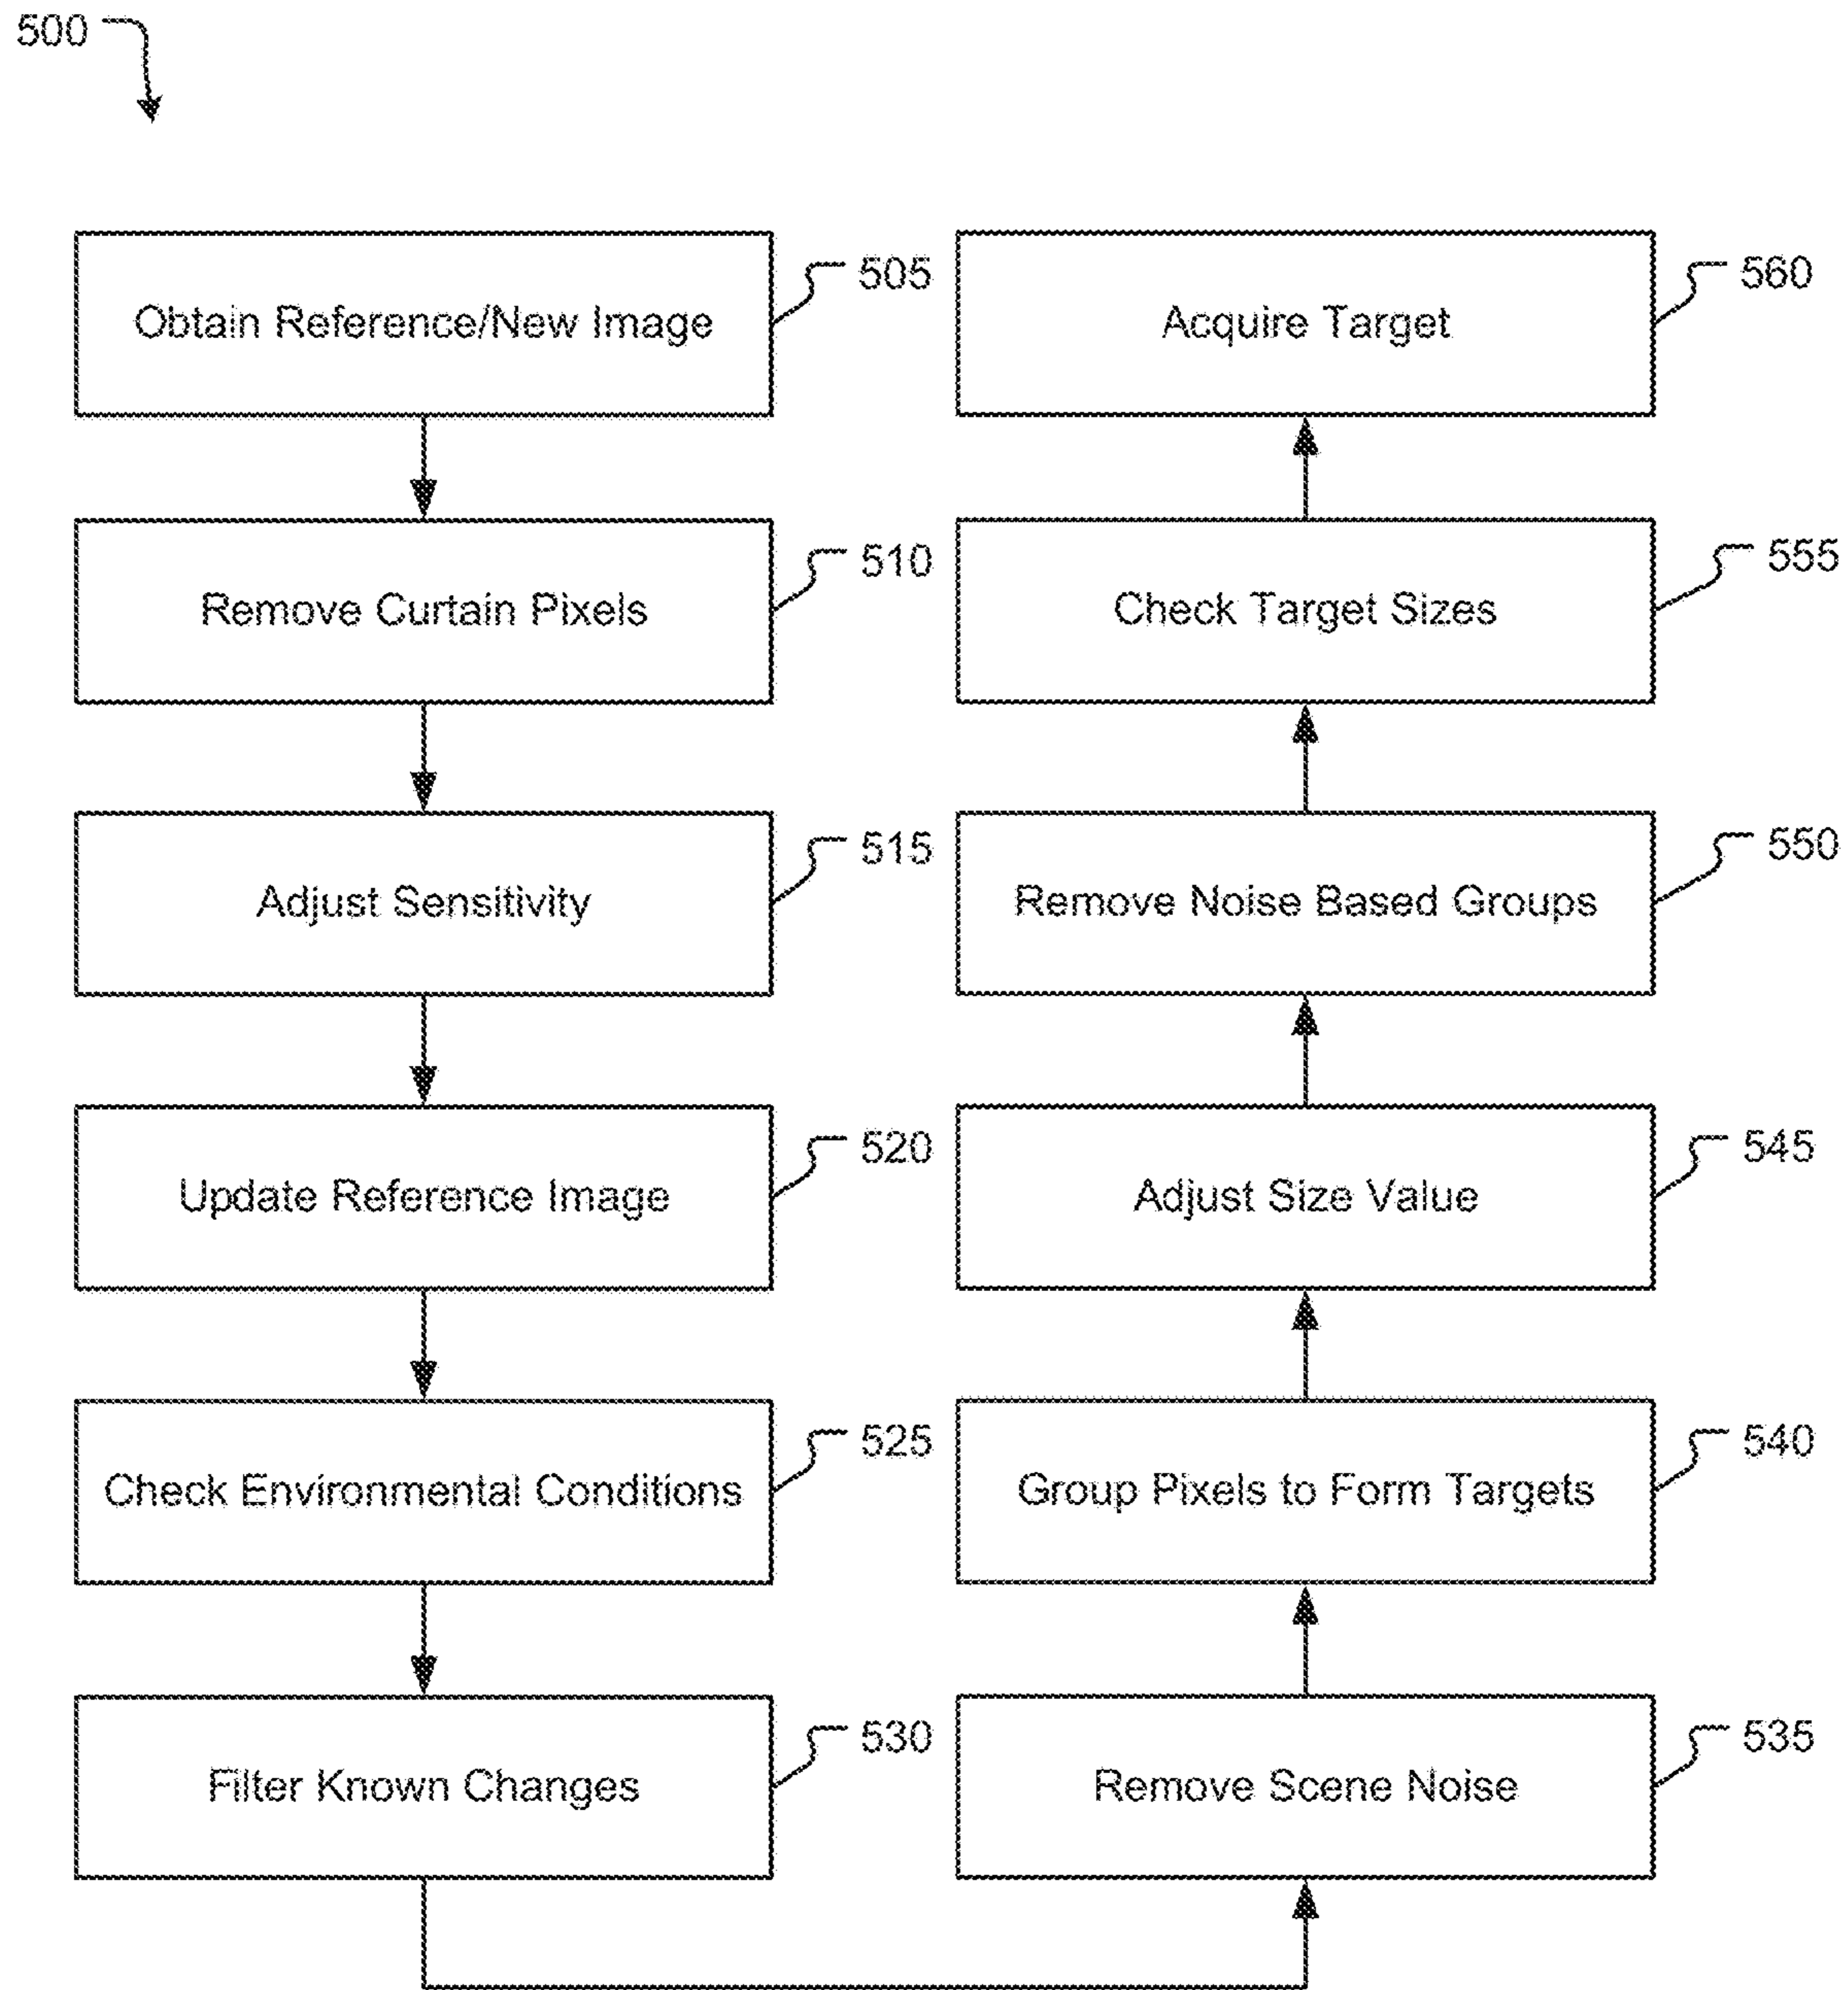 500
Obtain Reference/New Image
505
Remove Curtain Pixels
510
Adjust Sensitivity
515
Update Reference Image
520
Check Environmental Conditions
525
Filter Known Changes
530
Remove Scene Noise
535
Group Pixels to Form Targets
540
Adjust Size Value
545
Remove Noise Based Groups
550
Check Target Sizes
555
Acquire Target
560